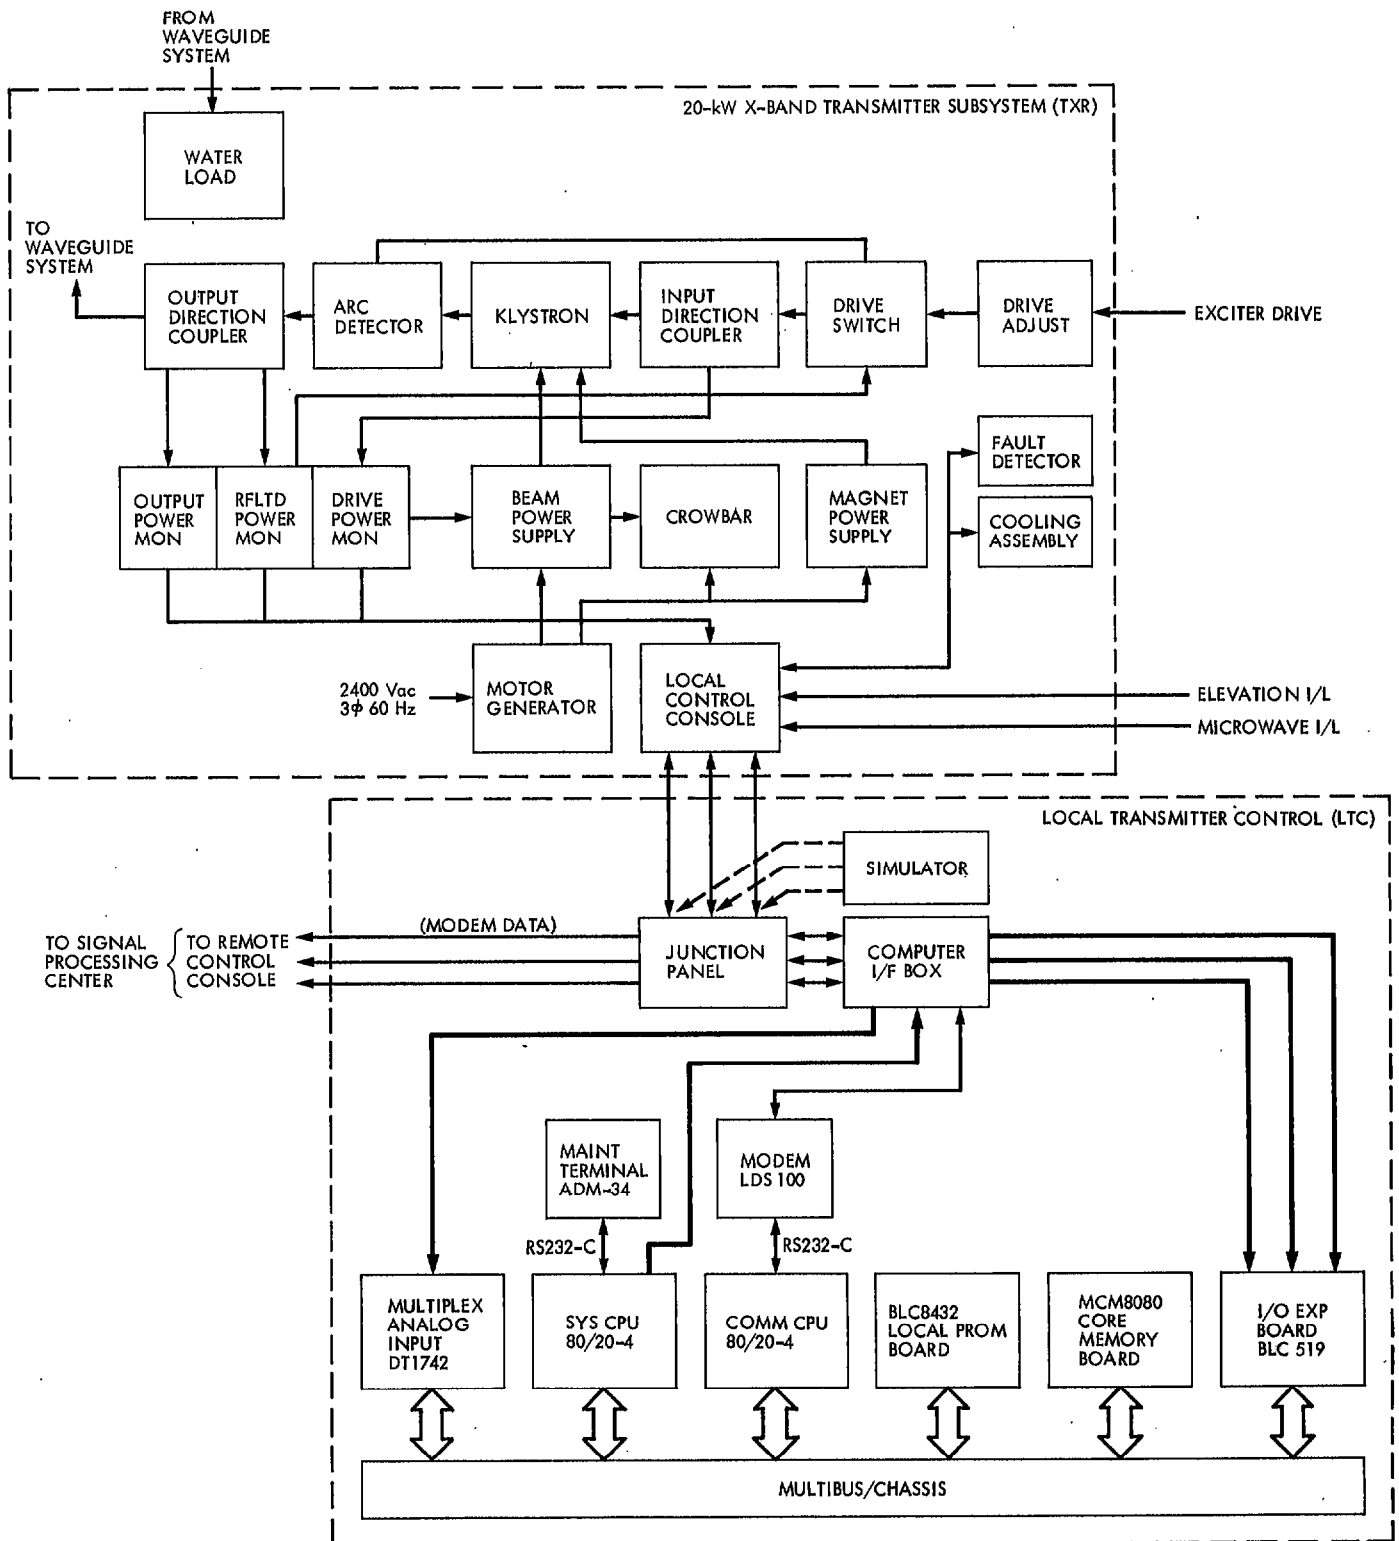 FROM
WAVEGUIDE
SYSTEM
20-kW X-BAND TRANSMITTER SUBSYSTEM (TXR)
WATER
LOAD
TO
WAVEGUIDE
SYSTEM
OUTPUT
DIRECTION
COUPLER
ARC
DETECTOR
KLYSTRON
INPUT
DIRECTION
COUPLER
DRIVE
SWITCH
DRIVE
ADJUST
EXCITER DRIVE
OUTPUT
POWER
MON
RFLTD
POWER
MON
DRIVE
POWER
MON
BEAM
POWER
SUPPLY
CROWBAR
MAGNET
POWER
SUPPLY
FAULT
DETECTOR
COOLING
ASSEMBLY
2400 Vac
3ϕ 60 Hz
MOTOR
GENERATOR
LOCAL
CONTROL
CONSOLE
ELEVATION I/L
MICROWAVE I/L
LOCAL TRANSMITTER CONTROL (LTC)
SIMULATOR
TO SIGNAL
PROCESSING
CENTER
TO REMOTE
CONTROL
CONSOLE
(MODEM DATA)
JUNCTION
PANEL
COMPUTER
I/F BOX
MAINT
TERMINAL
ADM-34
MODEM
LDS 100
RS232-C
RS232-C
MULTIPLEX
ANALOG
INPUT
DT1742
SYS CPU
80/20-4
COMM CPU
80/20-4
BLC8432
LOCAL PROM
BOARD
MCM8080
CORE
MEMORY
BOARD
I/O EXP
BOARD
BLC 519
MULTIBUS/CHASSIS